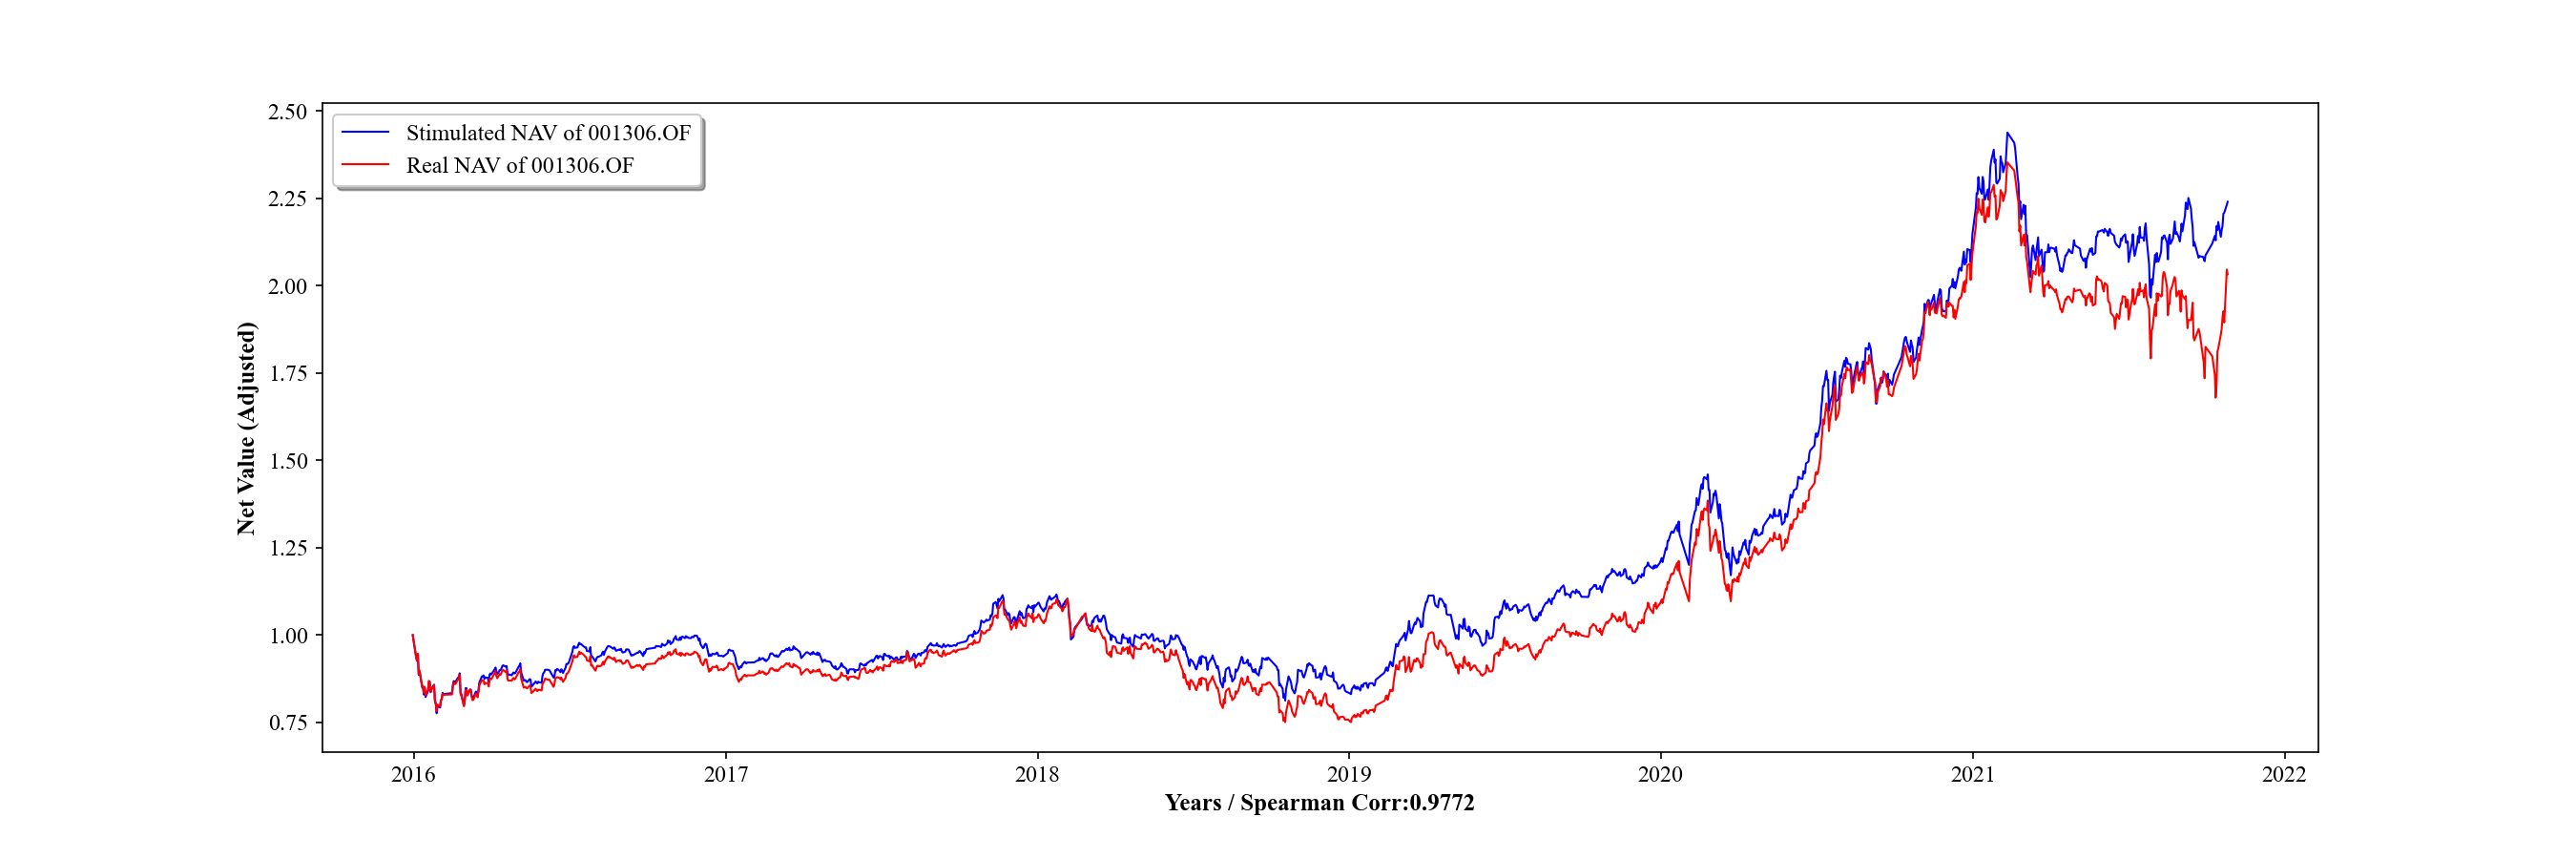 Stimulated NAV of 001306.OF
Real NAV of 001306.OF
2.50
2.25
2.00
1.75
1.50
1.25
1.00
0.75
Net Value (Adjusted)
2016 2017 2018 2019 2020 2021 2022
Years / Spearman Corr:0.9772